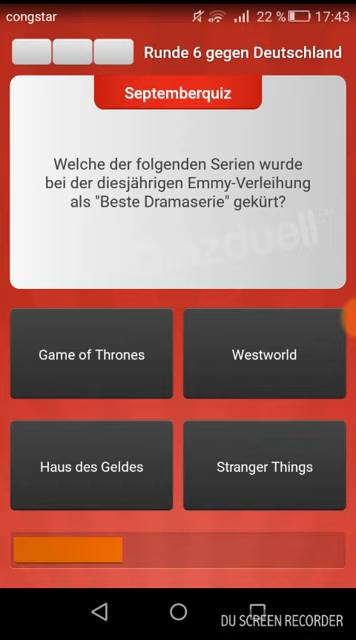 congstar 22 % 17:43
Runde 6 gegen Deutschland
Septemberquiz
Welche der folgenden Serien wurde
bei der diesjährigen Emmy-Verleihung
als "Beste Dramaserie" gekürt?
Game of Thrones
Westworld
Haus des Geldes
Stranger Things
DU SCREEN RECORDER